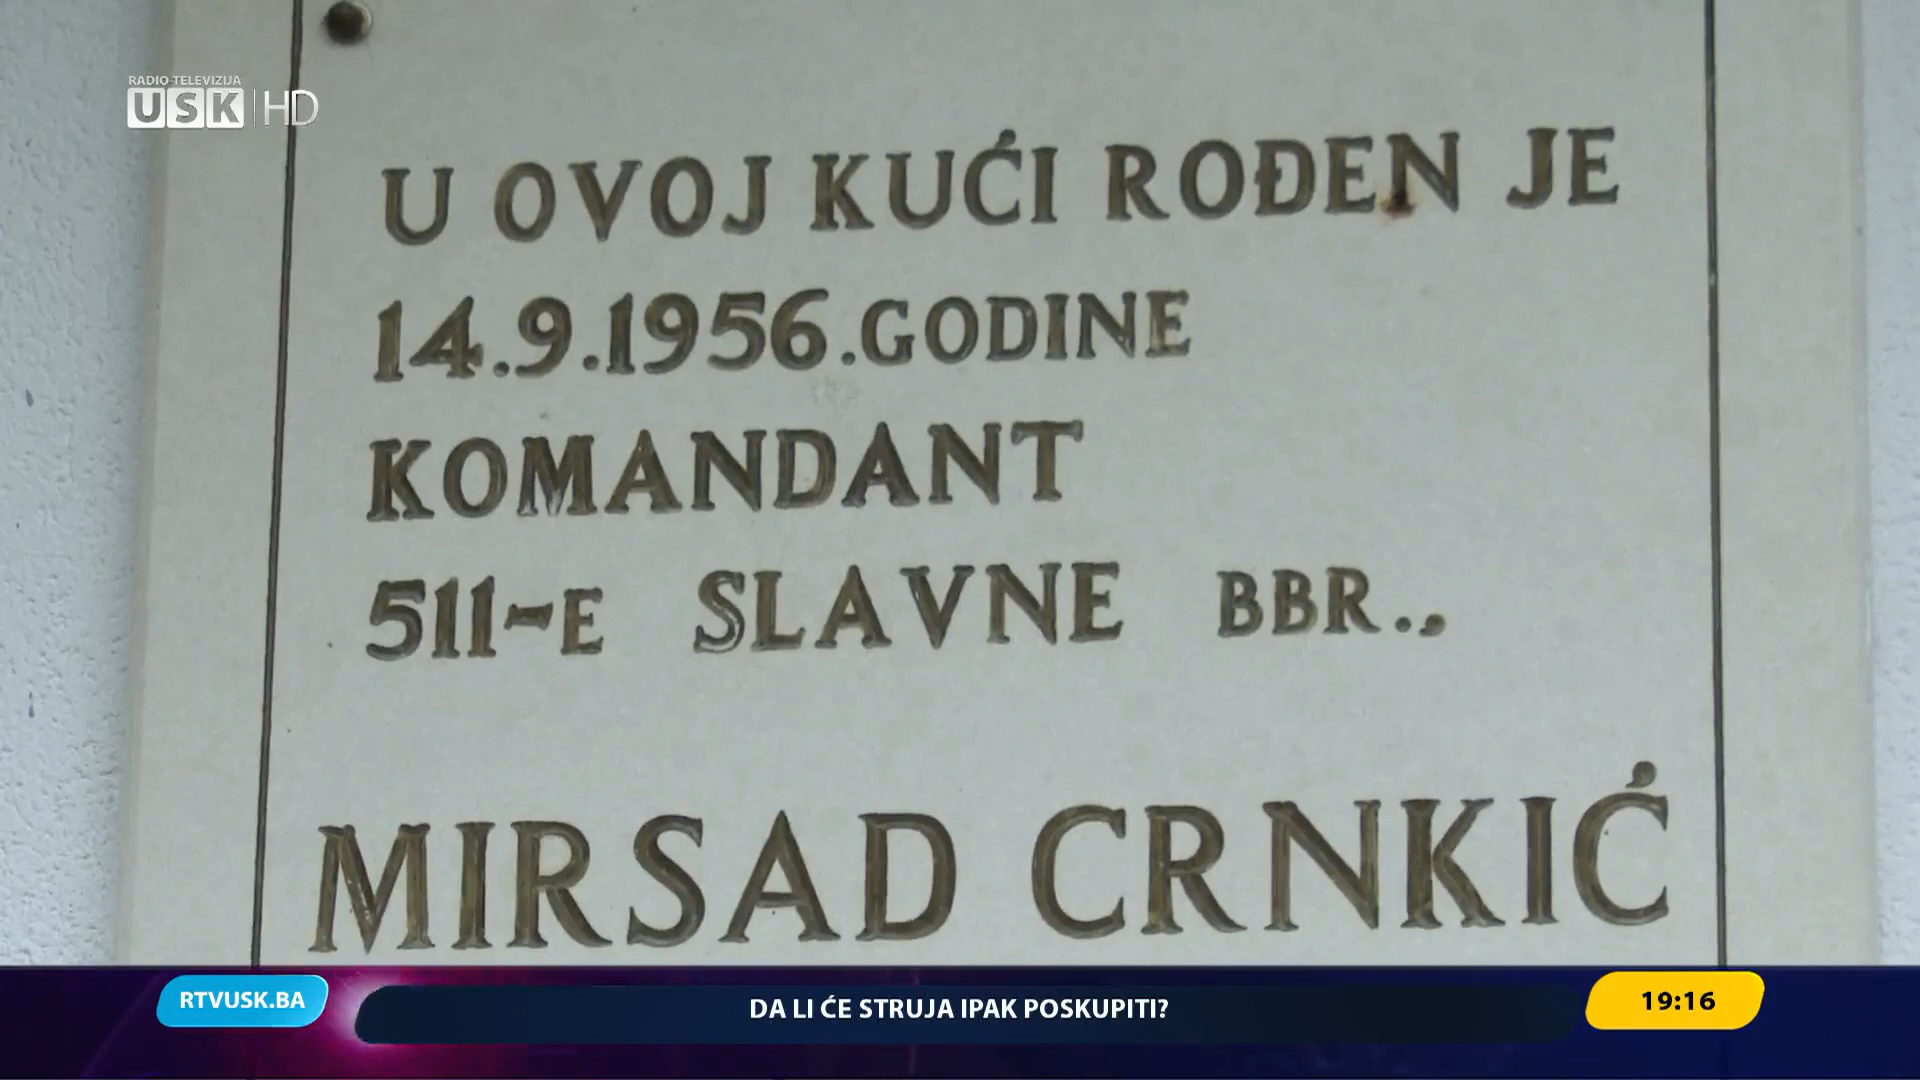 RADIO-TELEVIZIJA
USK HD
U OVOJ KUĆI ROĐEN JE
14.9.1956.GODINE
KOMANDANT
511-E SLAVNE BBR.,
MIRSAD CRNKIĆ
RTVUSK.BA
DA LI ĆE STRUJA IPAK POSKUPITI?
19:16